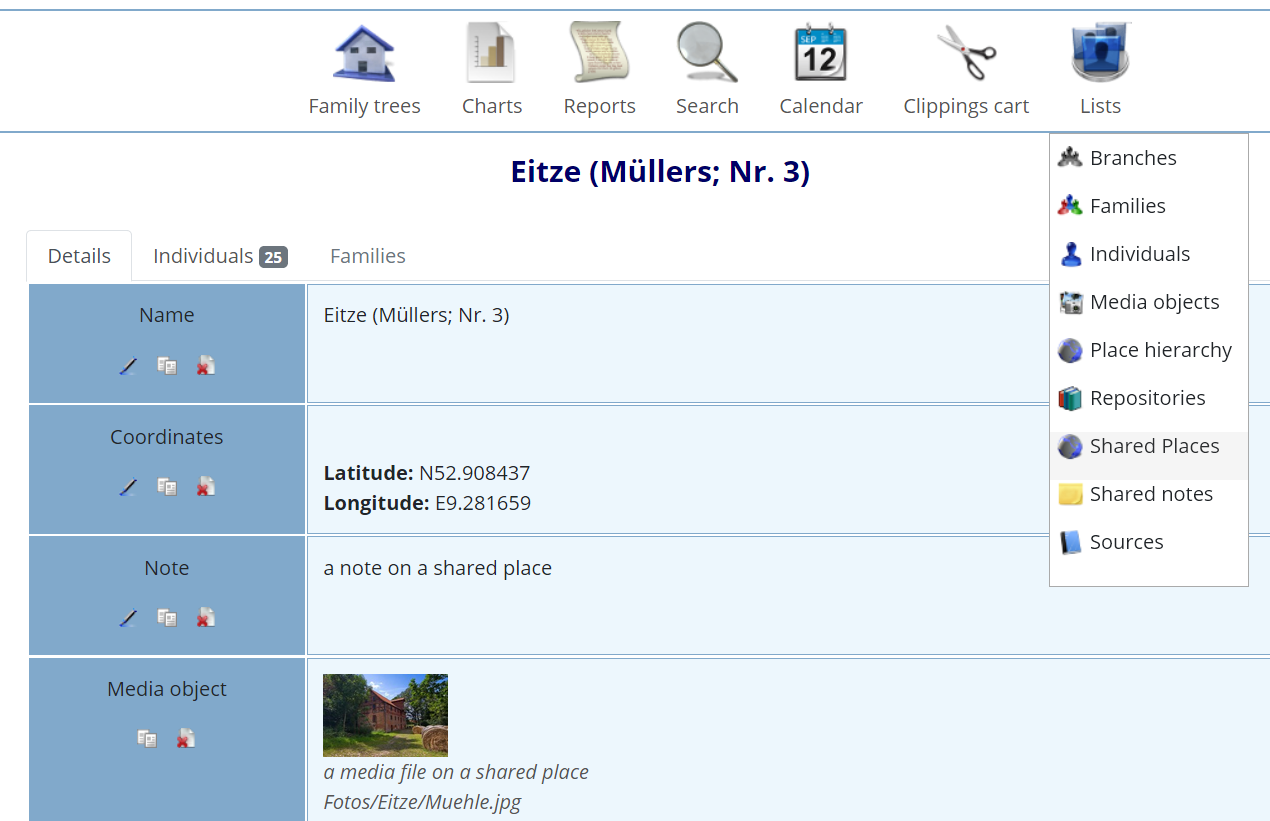 Family trees
Charts
Reports
Search
SEP
12
Calendar
Clippings cart
Lists
Eitze (Müllers; Nr. 3)
Branches
Families
Individuals
Media objects
Place hierarchy
Repositories
Shared Places
Shared notes
Sources
Details
Individuals 25
Families
Name
Eitze (Müllers; Nr. 3)
Coordinates
Latitude: N52.908437
Longitude: E9.281659
Note
a note on a shared place
Media object
a media file on a shared place
Fotos/Eitze/Muehle.jpg